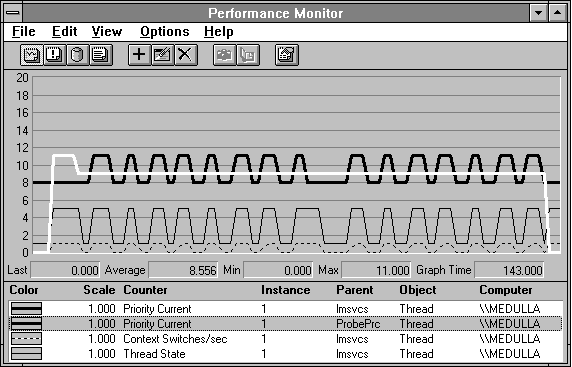 Performance Monitor
File Edit View Options Help
20
18
16
14
12
10
8
6
4
2
0
Last 0.000 Average 8.556 Min 0.000 Max 11.000 Graph Time 143.000
Color Scale Counter Instance Parent Object Computer
1.000 Priority Current 1 lmsvcs Thread \\MEDULLA
1.000 Priority Current 1 ProbePrc Thread \\MEDULLA
1.000 Context Switches/sec 1 lmsvcs Thread \\MEDULLA
1.000 Thread State 1 lmsvcs Thread \\MEDULLA